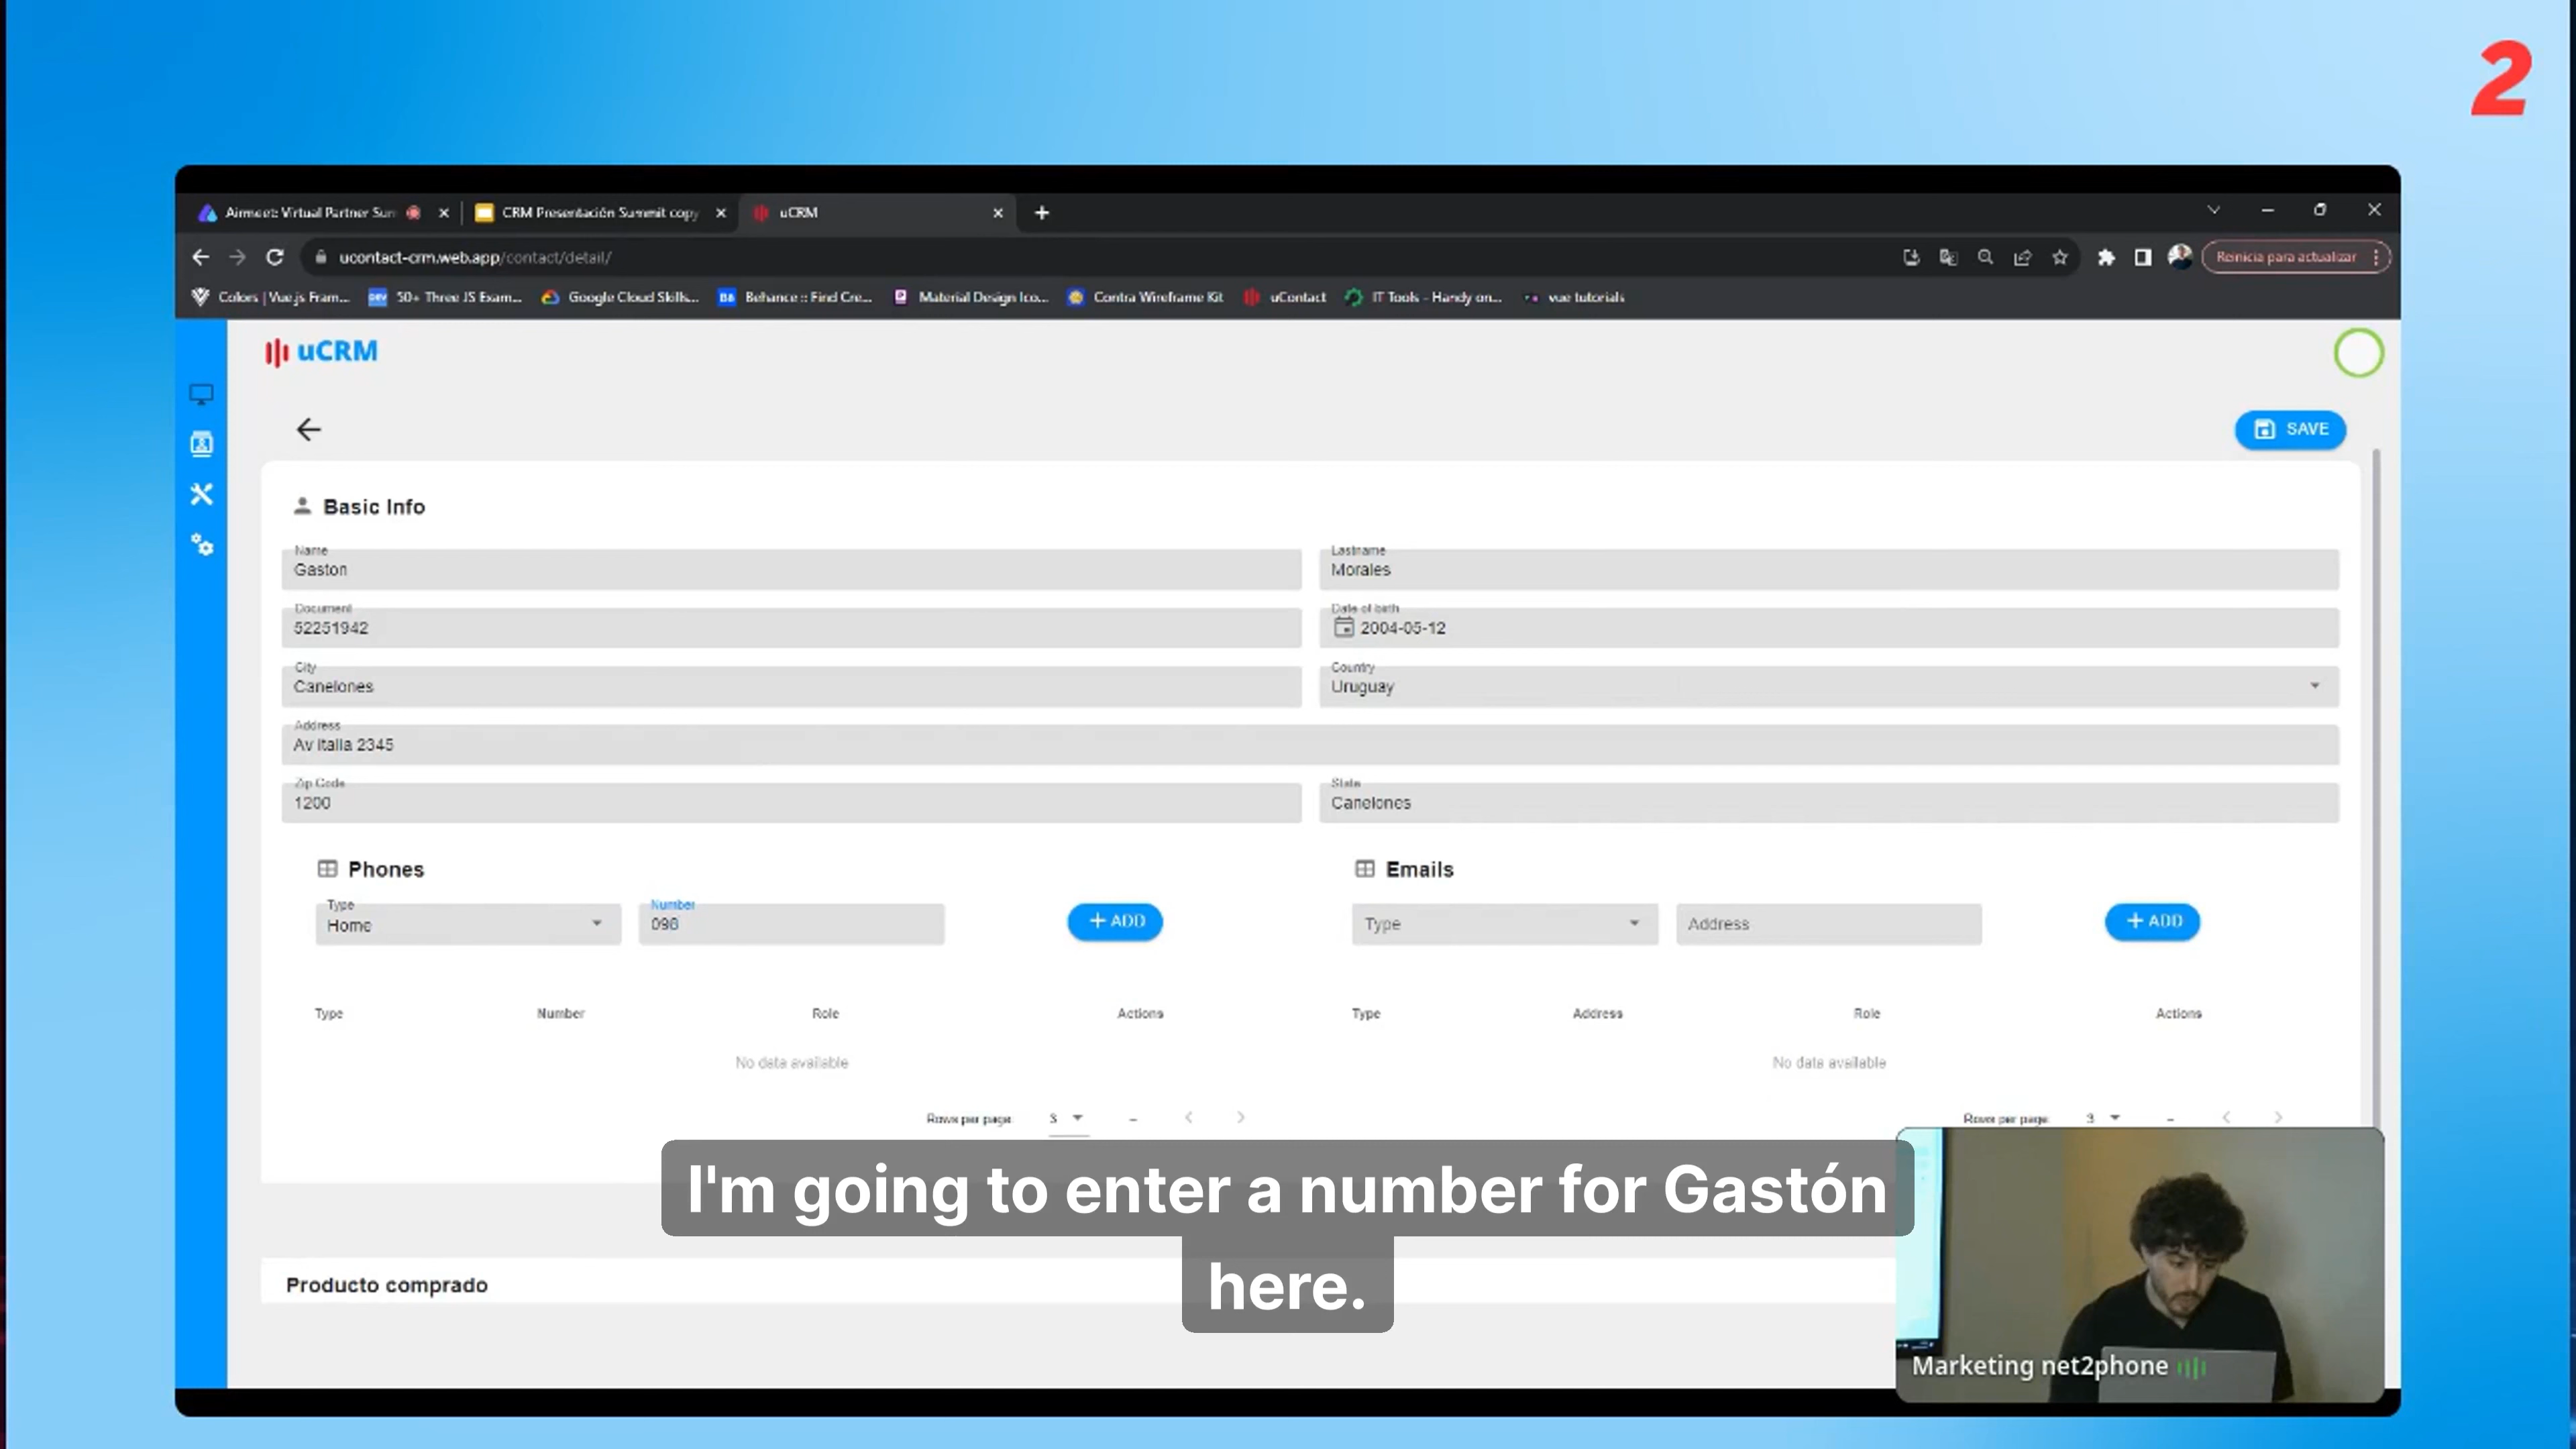 2
Airmeet: Virtual Partner Sum
CRM Presentación Summit copy
uCRM
ucontact-crm.web.app/contact/detail/
Reinicia para actualizar
Colors | Vue.js Fram...
50+ Three JS Exam...
Google Cloud Skills...
Behance :: Find Cre...
Material Design Ico...
Contra Wireframe Kit
uContact
IT Tools - Handy on...
vue tutorials
uCRM
SAVE
Basic Info
Name
Gaston
Lastname
Morales
Document
52251942
Date of birth
2004-05-12
City
Canelones
Country
Uruguay
Address
Av Italia 2345
Zip Code
1200
State
Canelones
Phones
Emails
Type
Home
Number
098
+ ADD
Type
Address
+ ADD
Type Number Role Actions
Type Address Role Actions
No data available
No data available
Rows per page: 3 –
Rows per page: 3 –
I'm going to enter a number for Gastón
here.
Producto comprado
Marketing net2phone